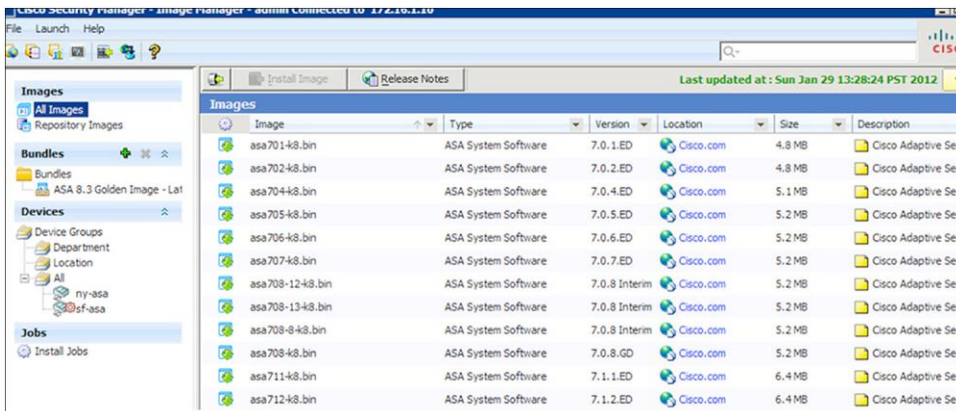 Cisco Security Manager - Image Manager - admin Connected to 172.16.1.10
File Launch Help
CISC
Images
All Images
Repository Images
Bundles
Bundles
ASA 8.3 Golden Image - Lat
Devices
Device Groups
Department
Location
All
ny-asa
sf-asa
Jobs
Install Jobs
Install Image Release Notes Last updated at : Sun Jan 29 13:28:24 PST 2012
Images
Image Type Version Location Size Description
asa701-k8.bin ASA System Software 7.0.1.ED Cisco.com 4.8 MB Cisco Adaptive Se
asa702-k8.bin ASA System Software 7.0.2.ED Cisco.com 4.8 MB Cisco Adaptive Se
asa704-k8.bin ASA System Software 7.0.4.ED Cisco.com 5.1 MB Cisco Adaptive Se
asa705-k8.bin ASA System Software 7.0.5.ED Cisco.com 5.2 MB Cisco Adaptive Se
asa706-k8.bin ASA System Software 7.0.6.ED Cisco.com 5.2 MB Cisco Adaptive Se
asa707-k8.bin ASA System Software 7.0.7.ED Cisco.com 5.2 MB Cisco Adaptive Se
asa708-12-k8.bin ASA System Software 7.0.8 Interim Cisco.com 5.2 MB Cisco Adaptive Se
asa708-13-k8.bin ASA System Software 7.0.8 Interim Cisco.com 5.2 MB Cisco Adaptive Se
asa708-8-k8.bin ASA System Software 7.0.8 Interim Cisco.com 5.2 MB Cisco Adaptive Se
asa708-k8.bin ASA System Software 7.0.8.GD Cisco.com 5.2 MB Cisco Adaptive Se
asa711-k8.bin ASA System Software 7.1.1.ED Cisco.com 6.4 MB Cisco Adaptive Se
asa712-k8.bin ASA System Software 7.1.2.ED Cisco.com 6.4 MB Cisco Adaptive Se